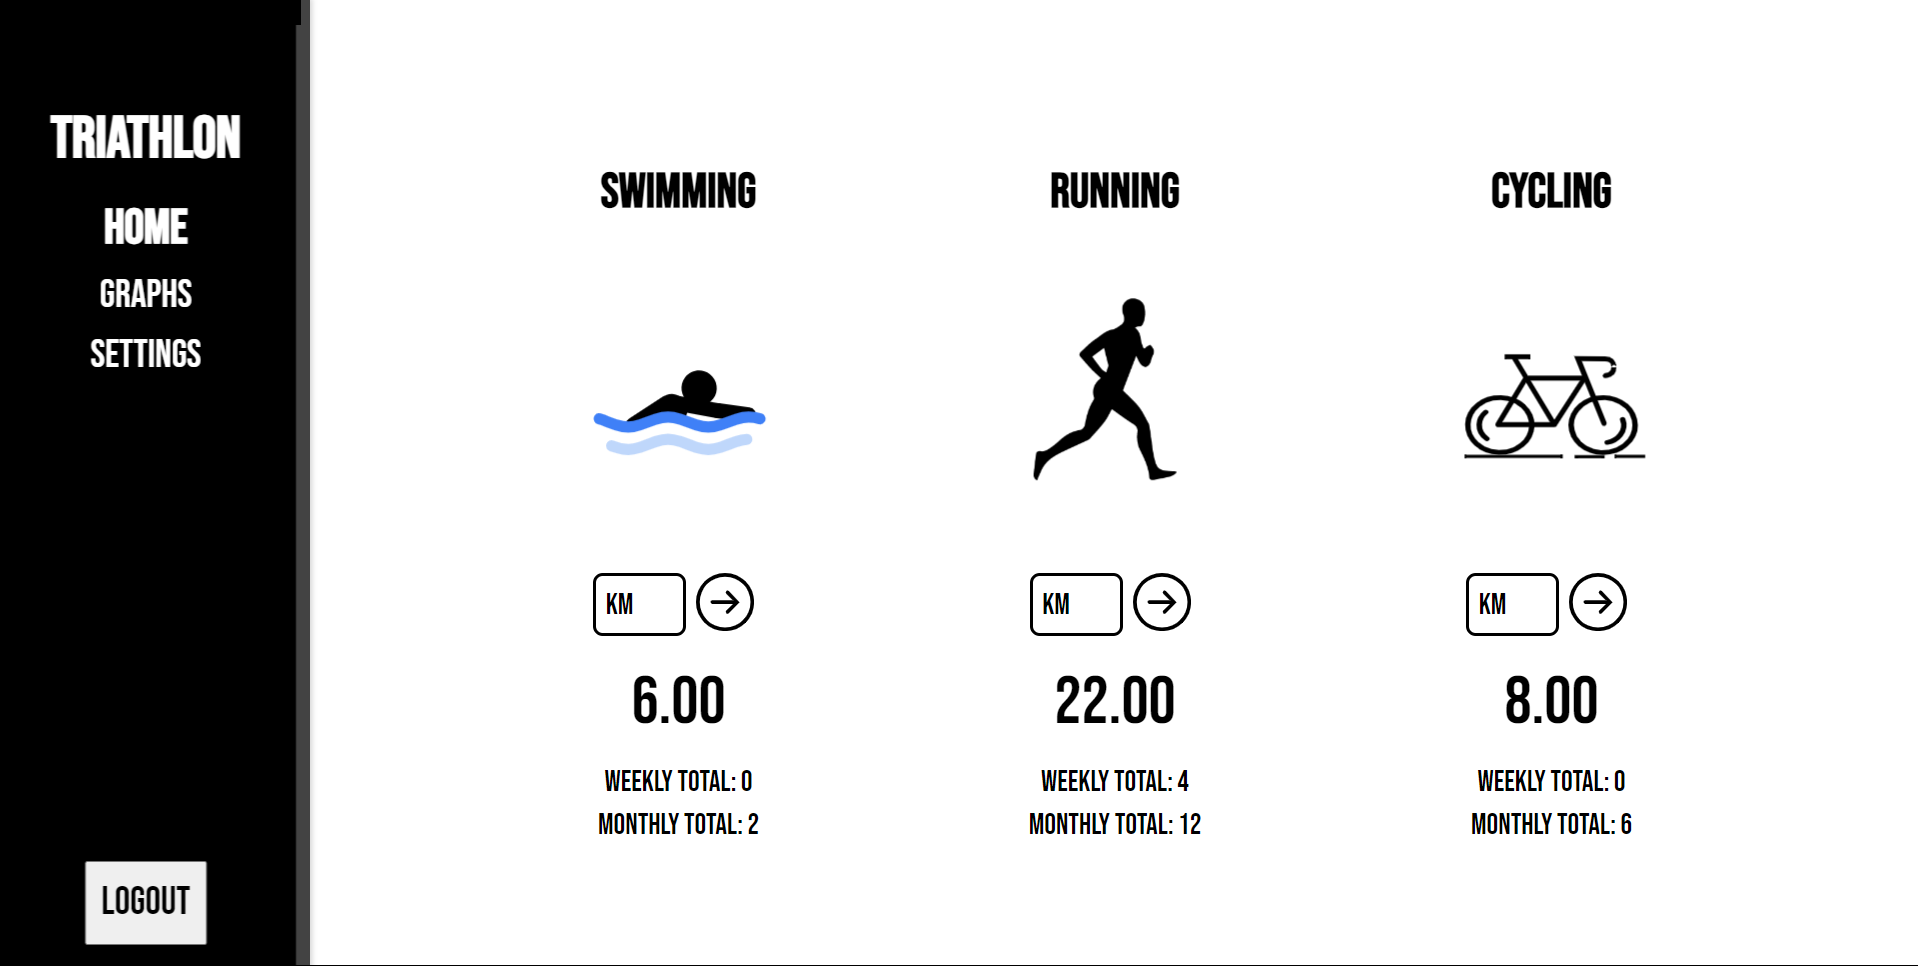 TRIATHLON
HOME
GRAPHS
SETTINGS
LOGOUT
SWIMMING
KM
6.00
WEEKLY TOTAL: 0
MONTHLY TOTAL: 2
RUNNING
KM
22.00
WEEKLY TOTAL: 4
MONTHLY TOTAL: 12
CYCLING
KM
8.00
WEEKLY TOTAL: 0
MONTHLY TOTAL: 6